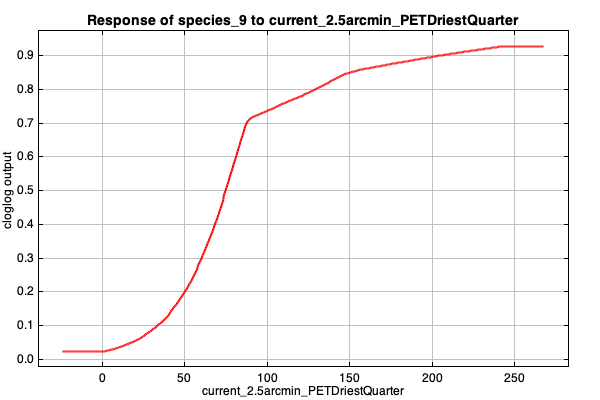 Response of species_9 to current_2.5arcmin_PETDriestQuarter
0.9
0.8
0.7
0.6
0.5
0.4
0.3
0.2
0.1
0.0
cloglog output
0 50 100 150 200 250
current_2.5arcmin_PETDriestQuarter